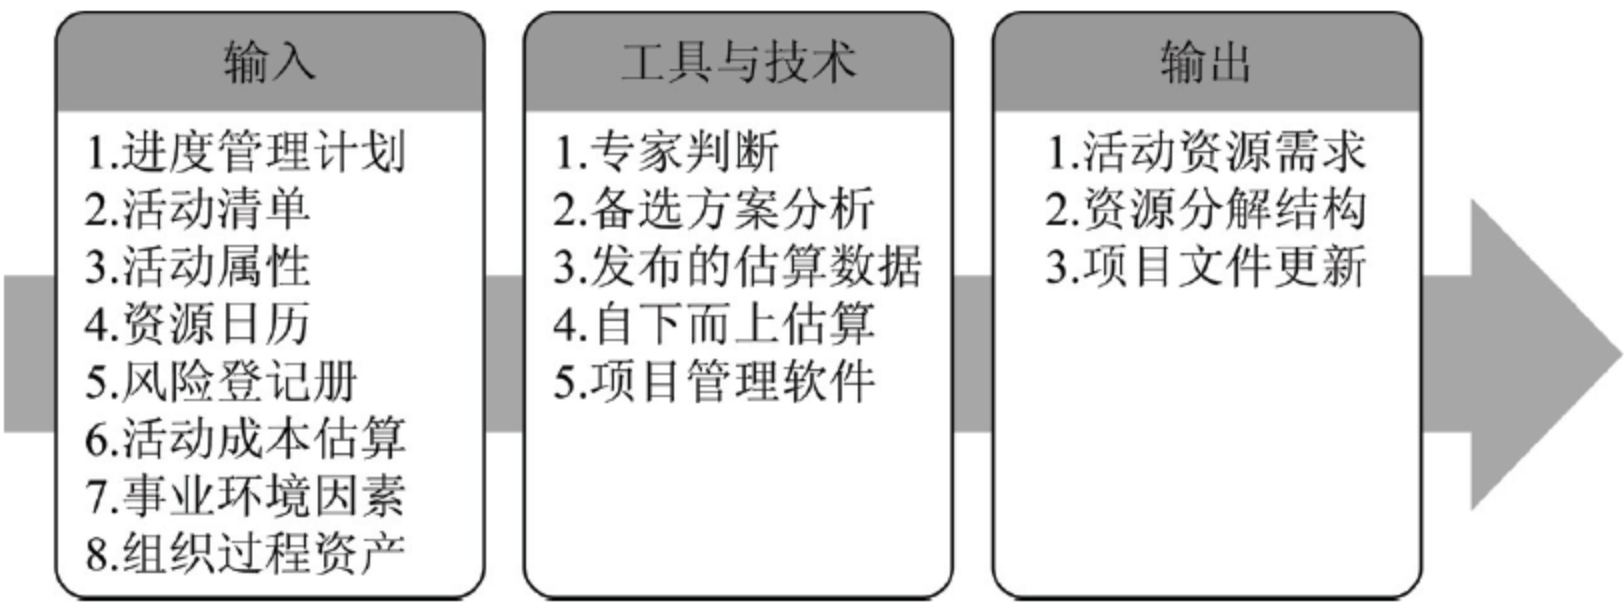 输入
1.进度管理计划
2.活动清单
3.活动属性
4.资源日历
5.风险登记册
6.活动成本估算
7.事业环境因素
8.组织过程资产
工具与技术
1.专家判断
2.备选方案分析
3.发布的估算数据
4.自下而上估算
5.项目管理软件
输出
1.活动资源需求
2.资源分解结构
3.项目文件更新